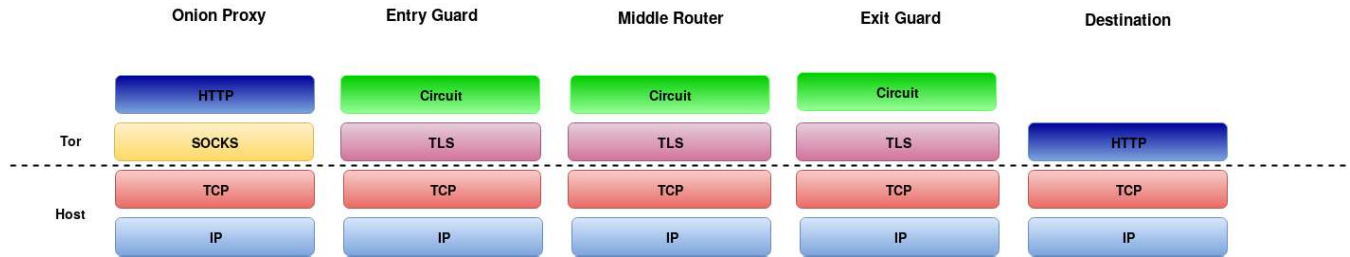 Onion Proxy Entry Guard Middle Router Exit Guard Destination
HTTP Circuit Circuit Circuit
Tor SOCKS TLS TLS TLS HTTP
TCP TCP TCP TCP TCP
Host
IP IP IP IP IP